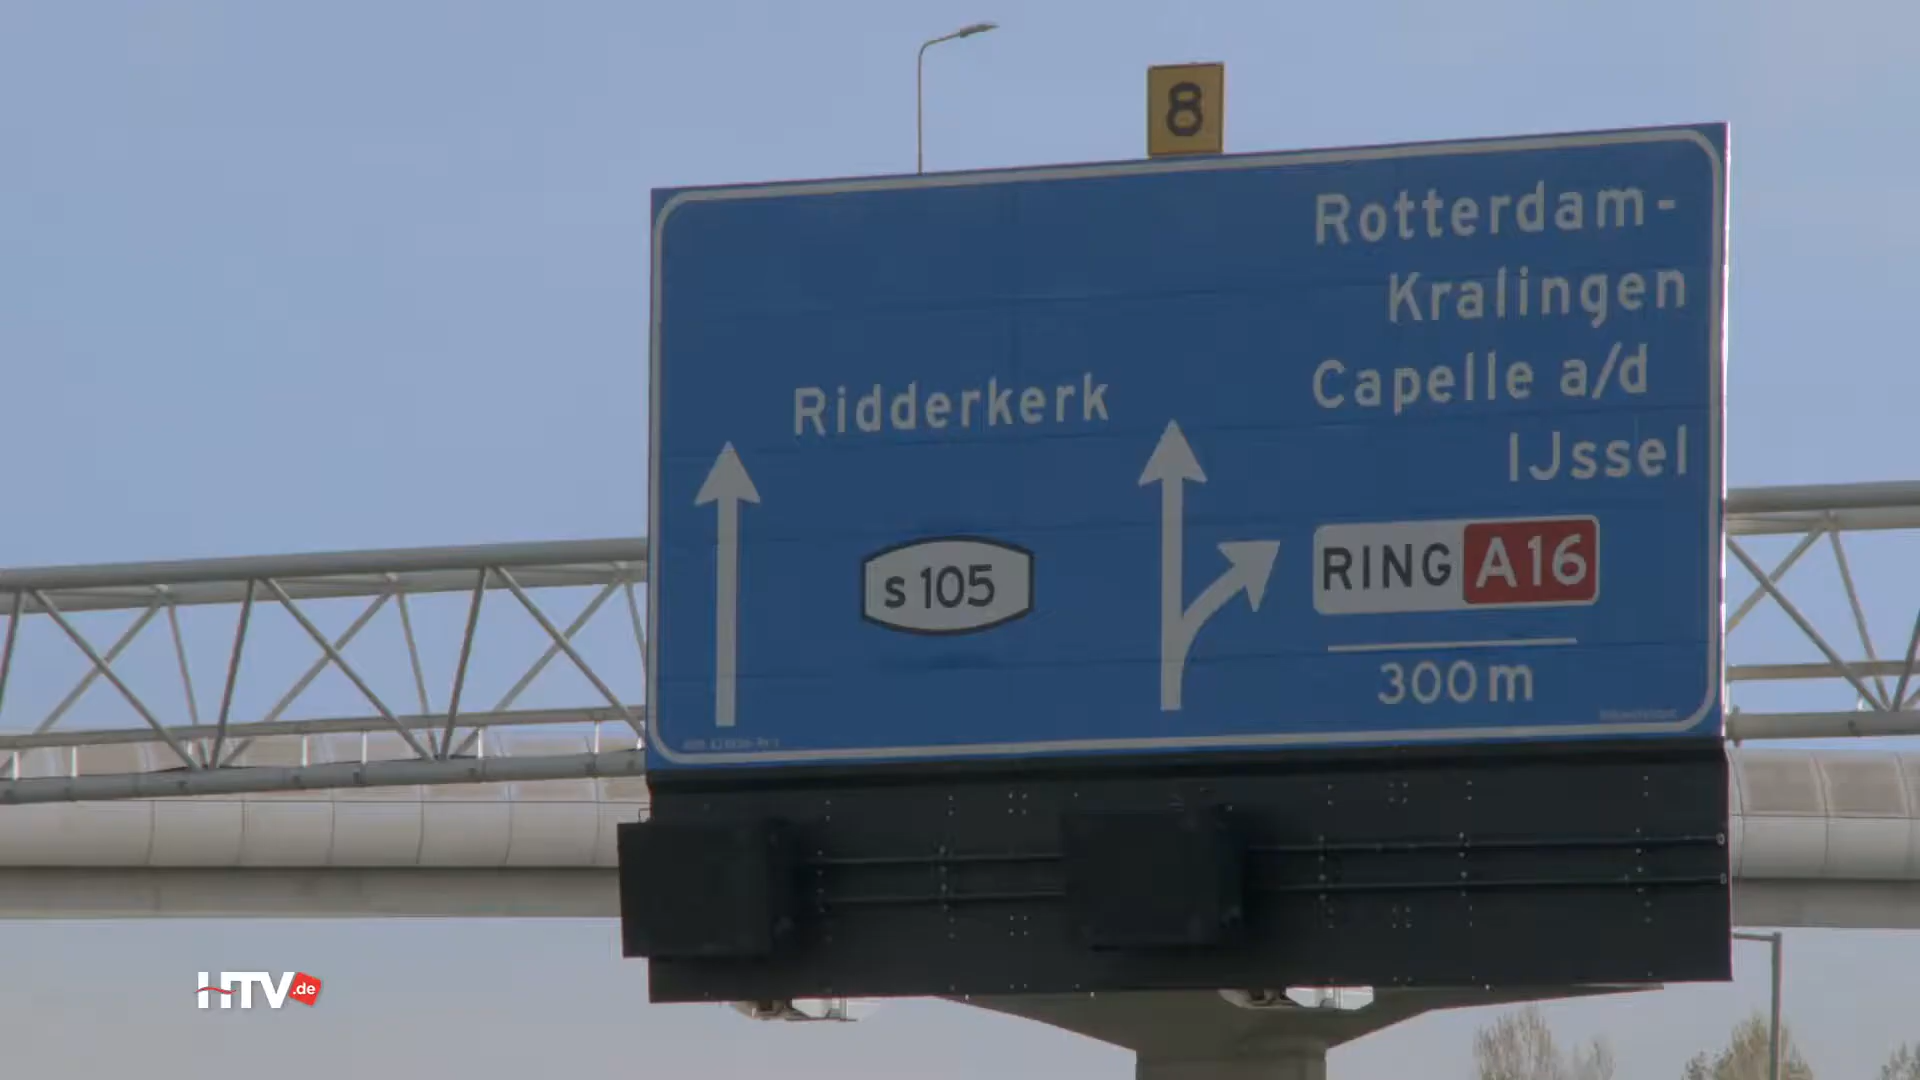 8
Rotterdam-
Kralingen
Capelle a/d
IJssel
Ridderkerk
s 105
RING A16
300m
HTV.de